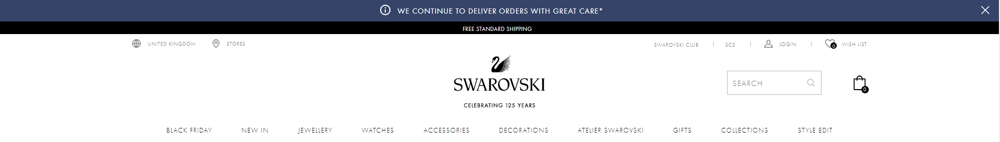 WE CONTINUE TO DELIVER ORDERS WITH GREAT CARE*
FREE STANDARD SHIPPING
UNITED KINGDOM STORES SWAROVSKI CLUB | SCS | LOGIN | 0 WISH LIST
SWAROVSKI
SEARCH 0
CELEBRATING 125 YEARS
BLACK FRIDAY NEW IN JEWELLERY WATCHES ACCESSORIES DECORATIONS ATELIER SWAROVSKI GIFTS COLLECTIONS STYLE EDIT